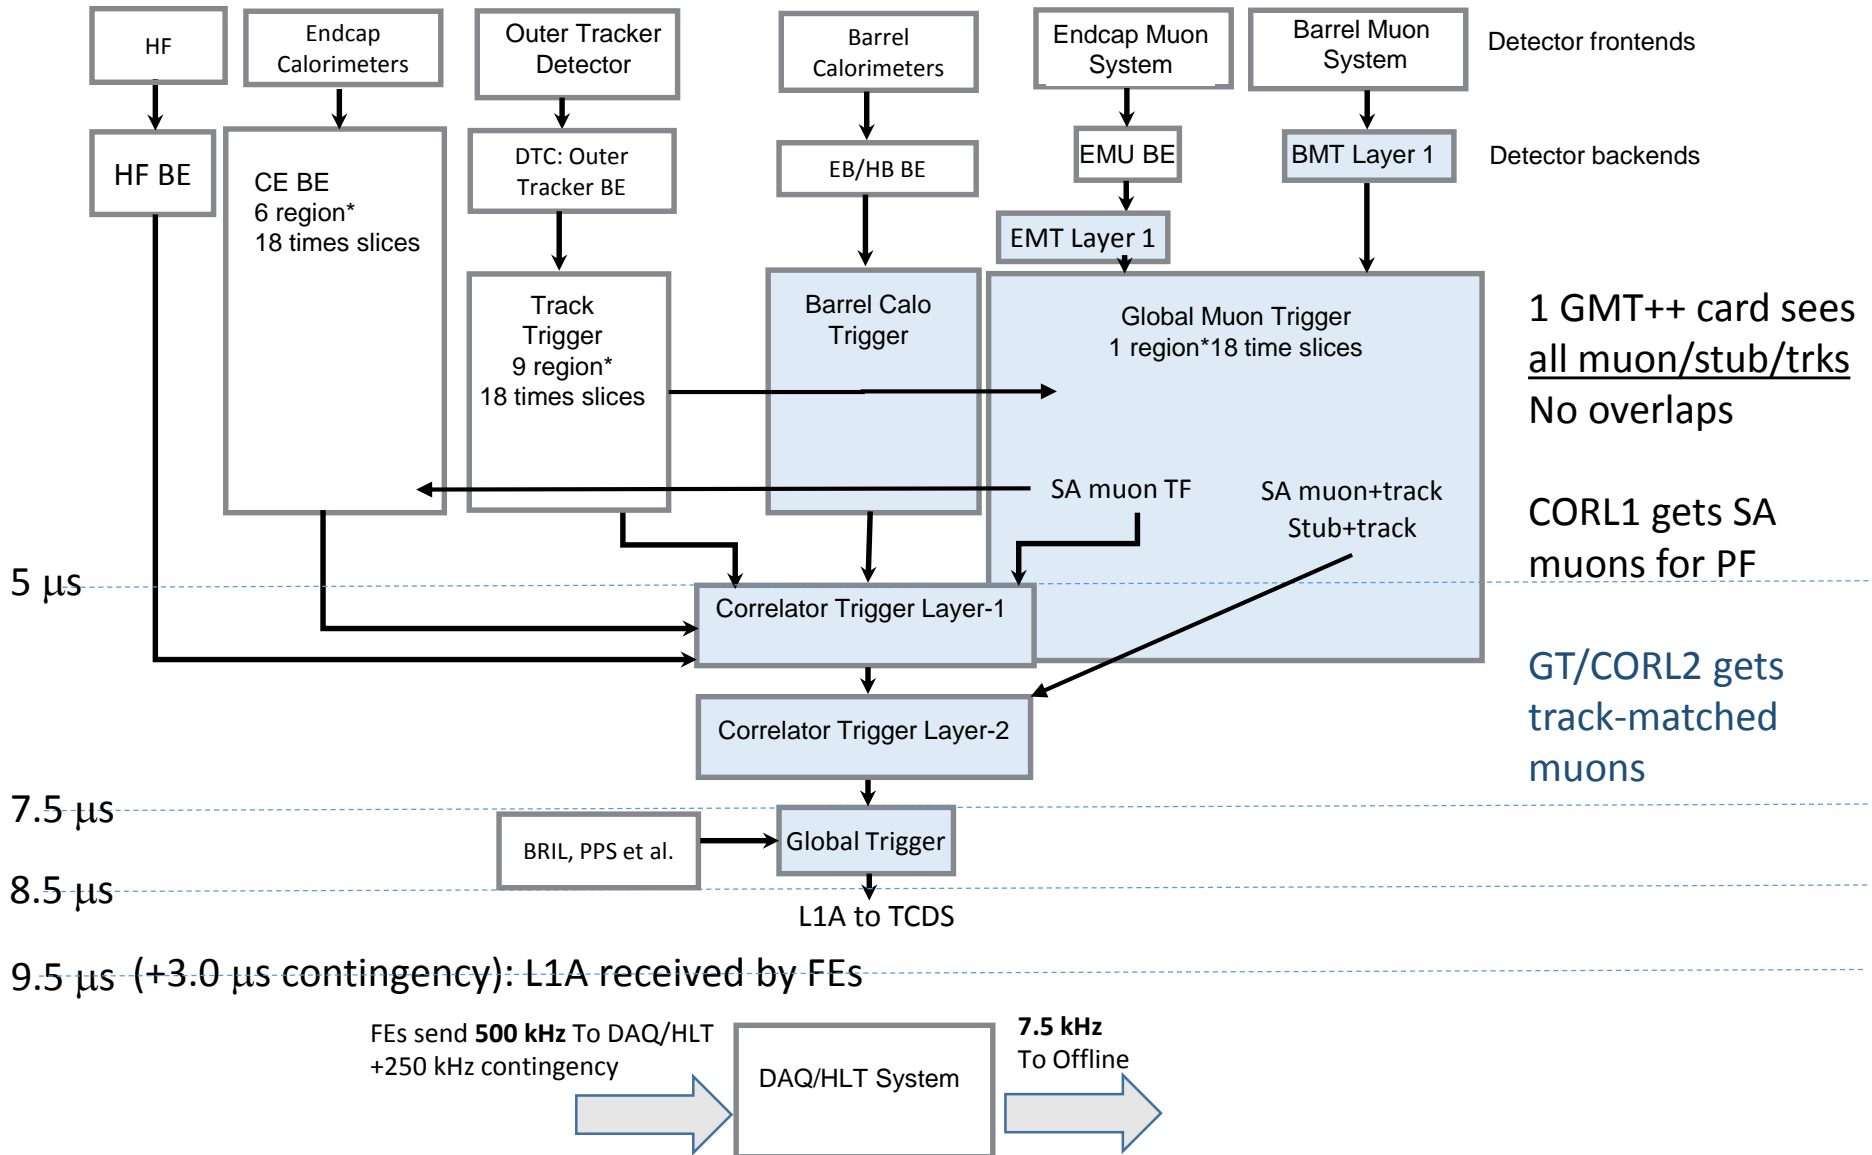 HF
Endcap
Calorimeters
Outer Tracker
Detector
Barrel
Calorimeters
Endcap Muon
System
Barrel Muon
System
Detector frontends
HF BE
CE BE
6 region*
18 times slices
DTC: Outer
Tracker BE
EB/HB BE
EMU BE
BMT Layer 1
Detector backends
EMT Layer 1
Track
Trigger
9 region*
18 times slices
Barrel Calo
Trigger
Global Muon Trigger
1 region*18 time slices
1 GMT++ card sees
all muon/stub/trks
No overlaps
SA muon TF
SA muon+track
Stub+track
CORL1 gets SA
muons for PF
5 μs
Correlator Trigger Layer-1
GT/CORL2 gets
track-matched
muons
Correlator Trigger Layer-2
7.5 μs
BRIL, PPS et al.
Global Trigger
8.5 μs
L1A to TCDS
9.5 μs (+3.0 μs contingency): L1A received by FEs
FEs send 500 kHz To DAQ/HLT
+250 kHz contingency
DAQ/HLT System
7.5 kHz
To Offline